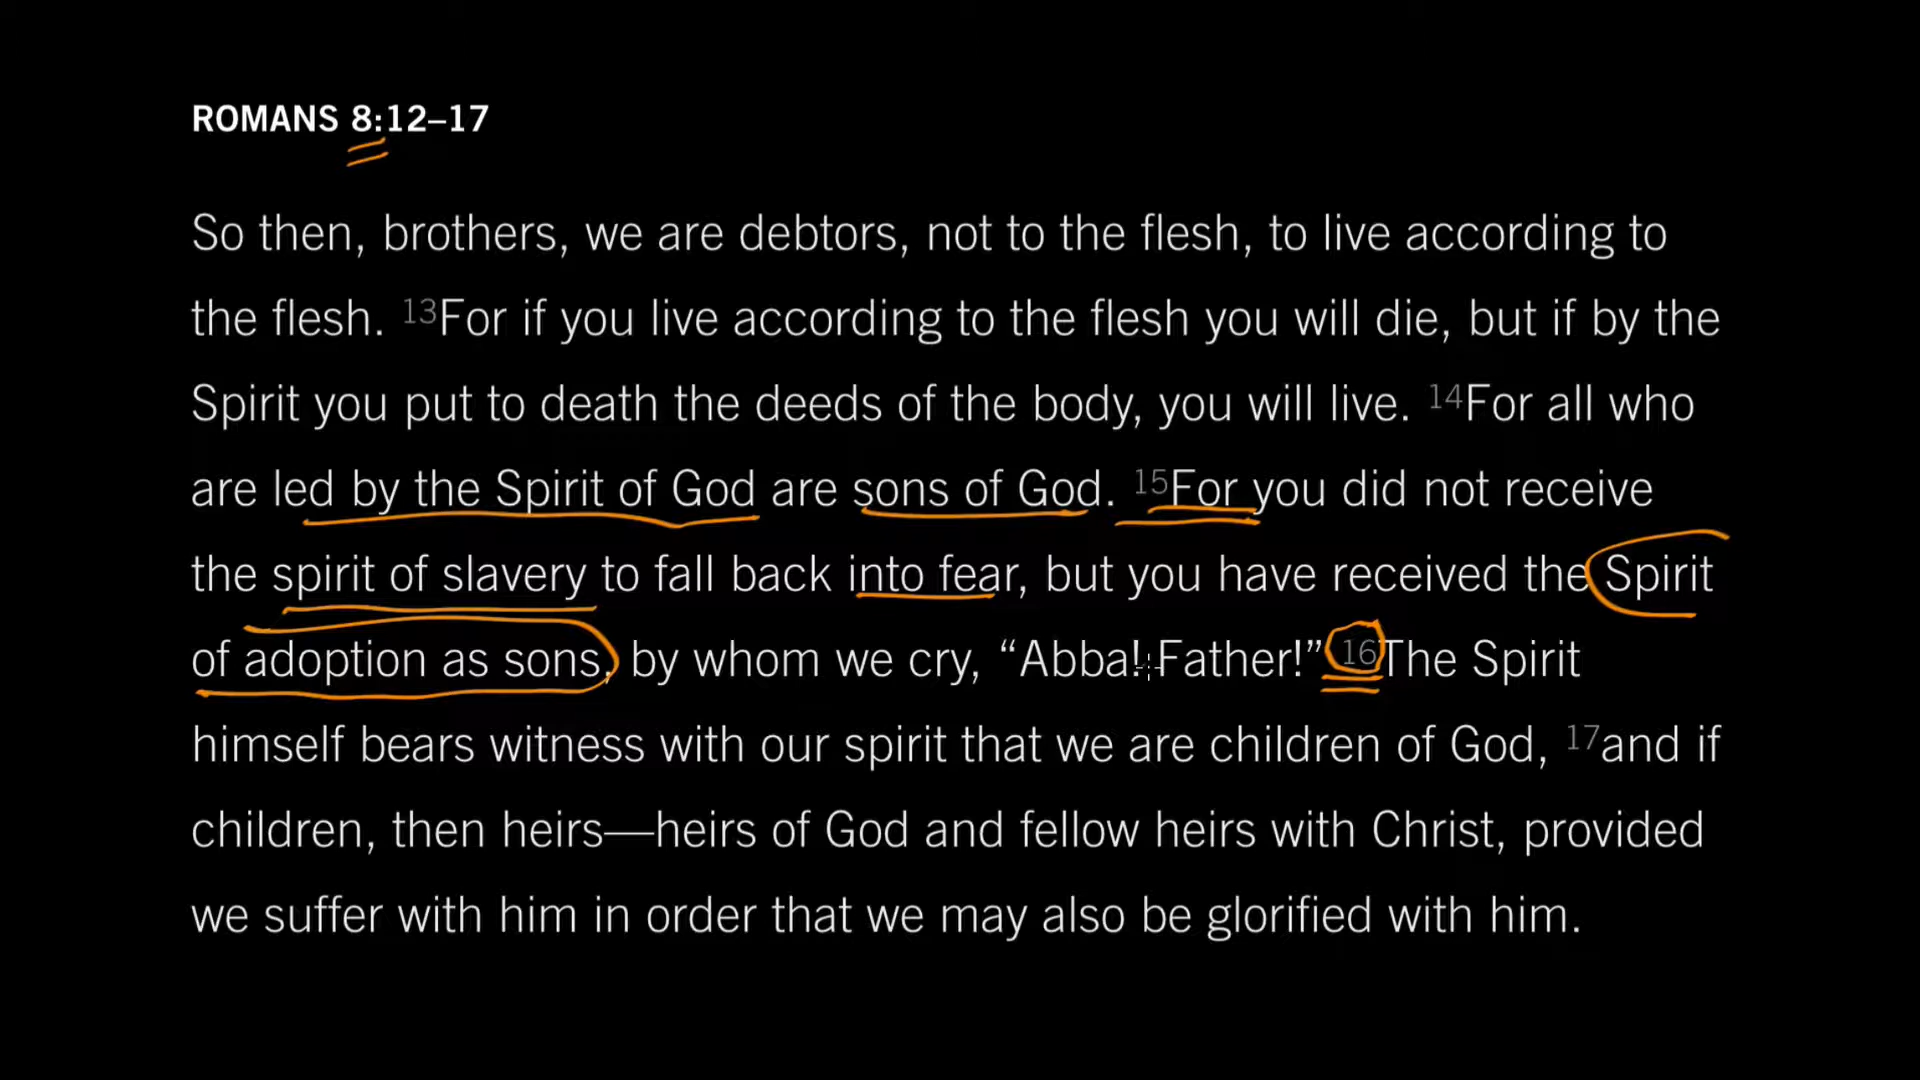 ROMANS 8:12–17
So then, brothers, we are debtors, not to the flesh, to live according to
the flesh. 13For if you live according to the flesh you will die, but if by the
Spirit you put to death the deeds of the body, you will live. 14For all who
are led by the Spirit of God are sons of God. 15For you did not receive
the spirit of slavery to fall back into fear, but you have received the Spirit
of adoption as sons, by whom we cry, “Abba! Father!” 16The Spirit
himself bears witness with our spirit that we are children of God, 17and if
children, then heirs—heirs of God and fellow heirs with Christ, provided
we suffer with him in order that we may also be glorified with him.